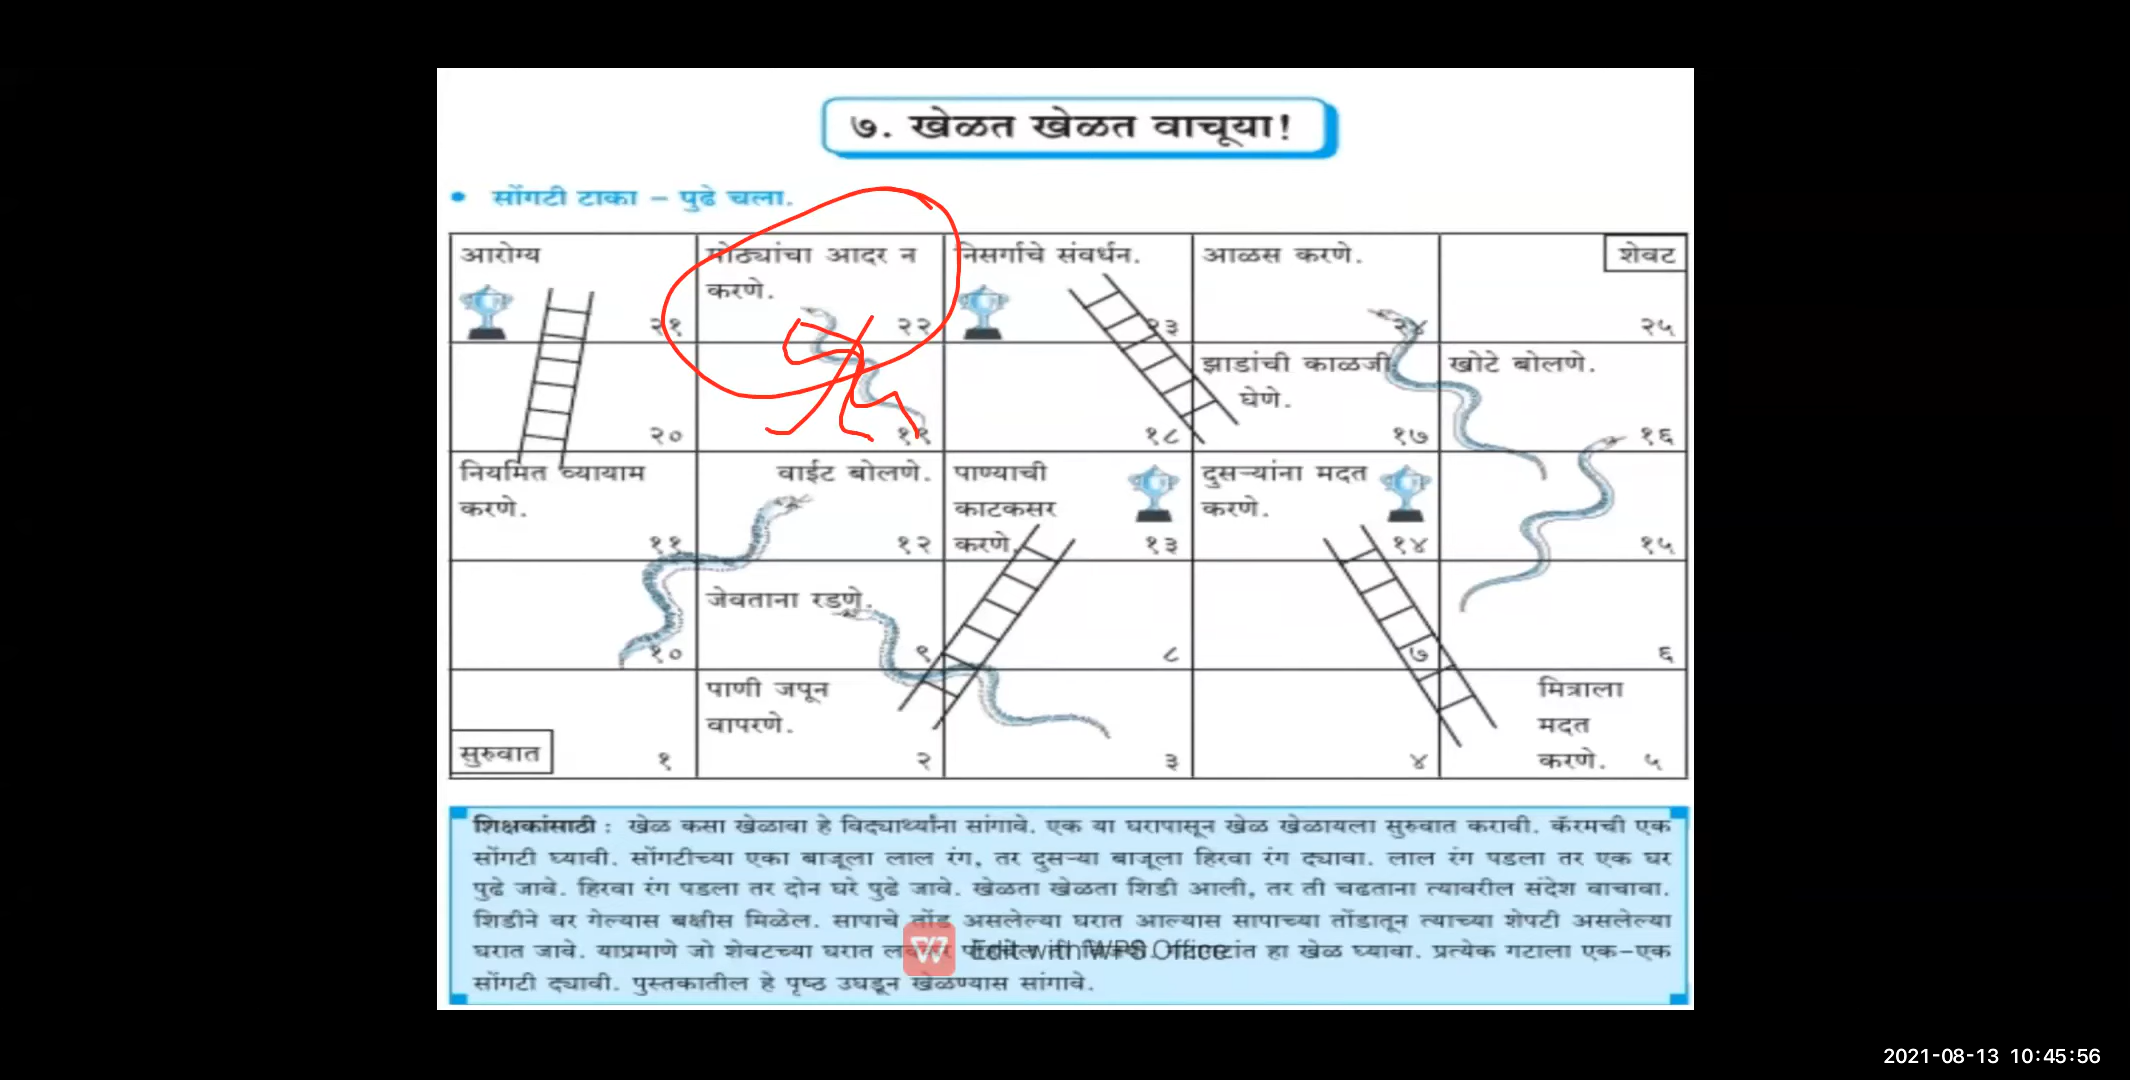 ७. खेळत खेळत वाचूया!
• सोंगटी टाका – पुढे चला.
आरोग्य
२१
मोठ्यांचा आदर न
करणे.
२२
निसर्गाचे संवर्धन.
२३
आळस करणे.
२४
शेवट
२५
२०
१९
१८
झाडांची काळजी
घेणे.
१७
खोटे बोलणे.
१६
नियमित व्यायाम
करणे.
११
वाईट बोलणे.
१२
पाण्याची
काटकसर
करणे.
१३
दुसऱ्यांना मदत
करणे.
१४
१५
१०
जेवताना रडणे.
९
८
७
६
सुरुवात
१
पाणी जपून
वापरणे.
२
३
४
मित्राला
मदत
करणे. ५
शिक्षकांसाठी : खेळ कसा खेळावा हे विद्यार्थ्यांना सांगावे. एक या घरापासून खेळ खेळायला सुरुवात करावी. कॅरमची एक
सोंगटी घ्यावी. सोंगटीच्या एका बाजूला लाल रंग, तर दुसऱ्या बाजूला हिरवा रंग द्यावा. लाल रंग पडला तर एक घर
पुढे जावे. हिरवा रंग पडला तर दोन घरे पुढे जावे. खेळता खेळता शिडी आली, तर ती चढताना त्यावरील संदेश वाचावा.
शिडीने वर गेल्यास बक्षीस मिळेल. सापाचे तोंड असलेल्या घरात आल्यास सापाच्या तोंडातून त्याच्या शेपटी असलेल्या
घरात जावे. याप्रमाणे जो शेवटच्या घरात हा खेळ घ्यावा. प्रत्येक गटाला एक–एक
सोंगटी द्यावी. पुस्तकातील हे पृष्ठ उघडून खेळण्यास सांगावे.
Edit with WPS Office
2021-08-13 10:45:56